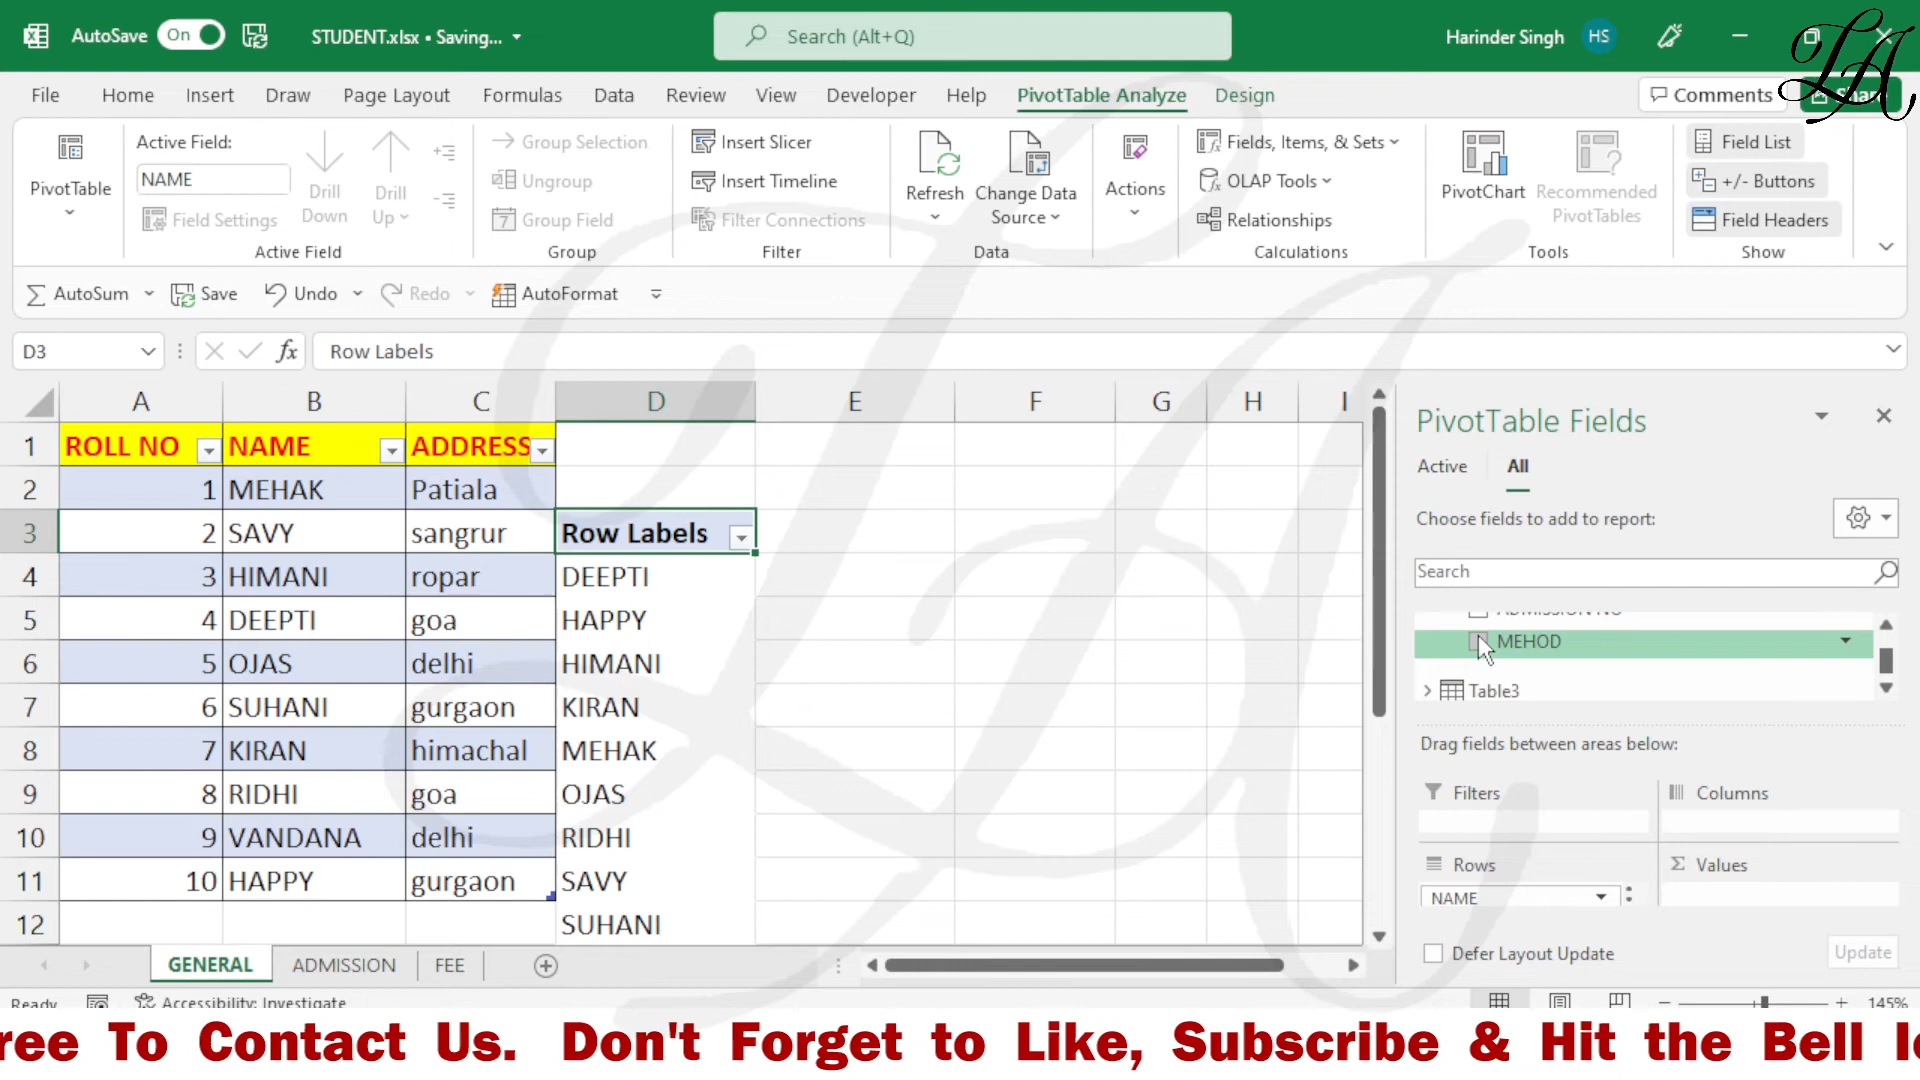 AutoSave On STUDENT.xlsx • Saving... Search (Alt+Q) Harinder Singh HS
LA
File Home Insert Draw Page Layout Formulas Data Review View Developer Help PivotTable Analyze Design Comments Share
PivotTable
Active Field:
NAME
Field Settings
Drill Down
Drill Up
Active Field
Group Selection
Ungroup
Group Field
Group
Insert Slicer
Insert Timeline
Filter Connections
Filter
Refresh
Change Data Source
Data
Actions
Fields, Items, & Sets
OLAP Tools
Relationships
Calculations
PivotChart
Recommended PivotTables
Tools
Field List
+/- Buttons
Field Headers
Show
AutoSum Save Undo Redo AutoFormat
D3 fx Row Labels
A B C D E F G H I
1 ROLL NO NAME ADDRESS
2 1 MEHAK Patiala
3 2 SAVY sangrur Row Labels
4 3 HIMANI ropar DEEPTI
5 4 DEEPTI goa HAPPY
6 5 OJAS delhi HIMANI
7 6 SUHANI gurgaon KIRAN
8 7 KIRAN himachal MEHAK
9 8 RIDHI goa OJAS
10 9 VANDANA delhi RIDHI
11 10 HAPPY gurgaon SAVY
12 SUHANI
PivotTable Fields
Active All
Choose fields to add to report:
Search
ADMISSION NO
MEHOD
Table3
Drag fields between areas below:
Filters Columns
Rows Values
NAME
Defer Layout Update Update
GENERAL ADMISSION FEE
Ready Accessibility: Investigate 145%
ree To Contact Us. Don't Forget to Like, Subscribe & Hit the Bell